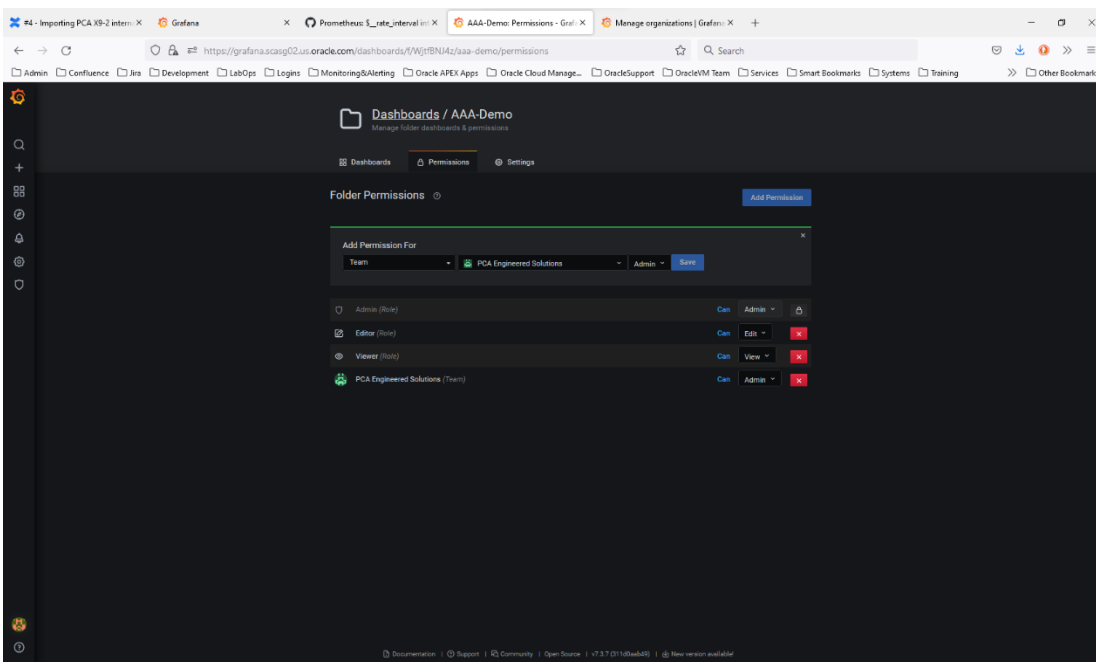 #4 - Importing PCA X9-2 intern
Grafana
Prometheus: $__rate_interval int
AAA-Demo: Permissions - Graf
Manage organizations | Grafana
https://grafana.scasg02.us.oracle.com/dashboards/f/WjtfBNJ4z/aaa-demo/permissions
Search
Admin Confluence Jira Development LabOps Logins Monitoring&Alerting Oracle APEX Apps Oracle Cloud Manage... OracleSupport OracleVM Team Services Smart Bookmarks Systems Training Other Bookmark
Dashboards / AAA-Demo
Manage folder dashboards & permissions
Dashboards Permissions Settings
Folder Permissions
Add Permission
Add Permission For
Team PCA Engineered Solutions Admin Save
Admin (Role) Can Admin
Editor (Role) Can Edit
Viewer (Role) Can View
PCA Engineered Solutions (Team) Can Admin
Documentation | Support | Community | Open Source | v7.3.7 (311d0aab49) | New version available!